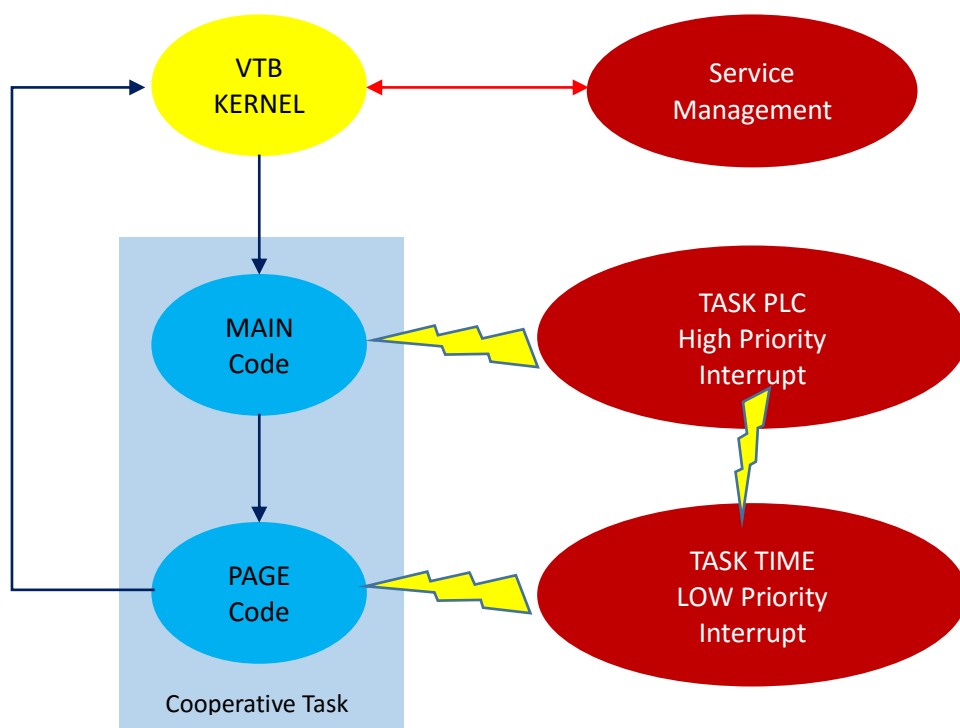 VTB
KERNEL
Service
Management
MAIN
Code
TASK PLC
High Priority
Interrupt
PAGE
Code
TASK TIME
LOW Priority
Interrupt
Cooperative Task